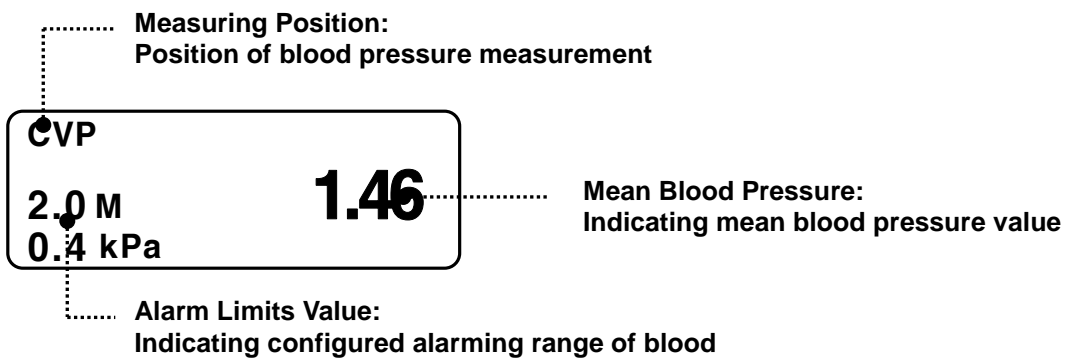 Measuring Position:
Position of blood pressure measurement
CVP
1.46
2.0 M
0.4 kPa
Mean Blood Pressure:
Indicating mean blood pressure value
Alarm Limits Value:
Indicating configured alarming range of blood